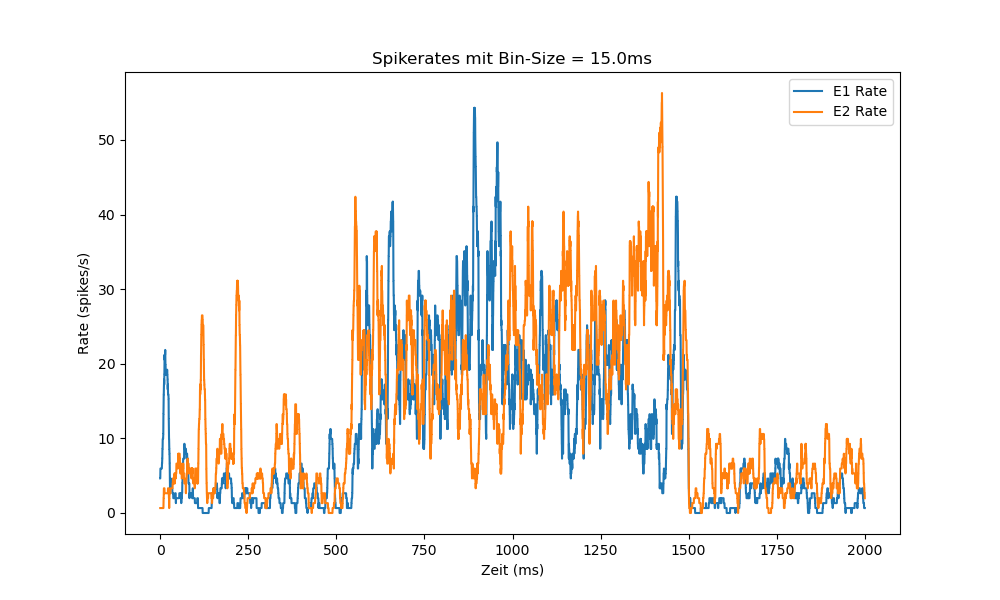 Spikerates mit Bin-Size = 15.0ms
E1 Rate
E2 Rate
Rate (spikes/s)
50
40
30
20
10
0
0 250 500 750 1000 1250 1500 1750 2000
Zeit (ms)